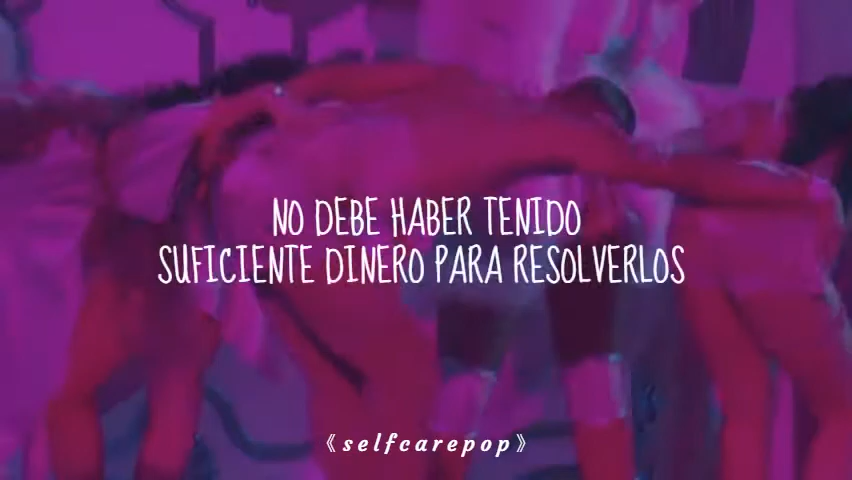 NO DEBE HABER TENIDO
SUFICIENTE DINERO PARA RESOLVERLOS
《selfcarepop》